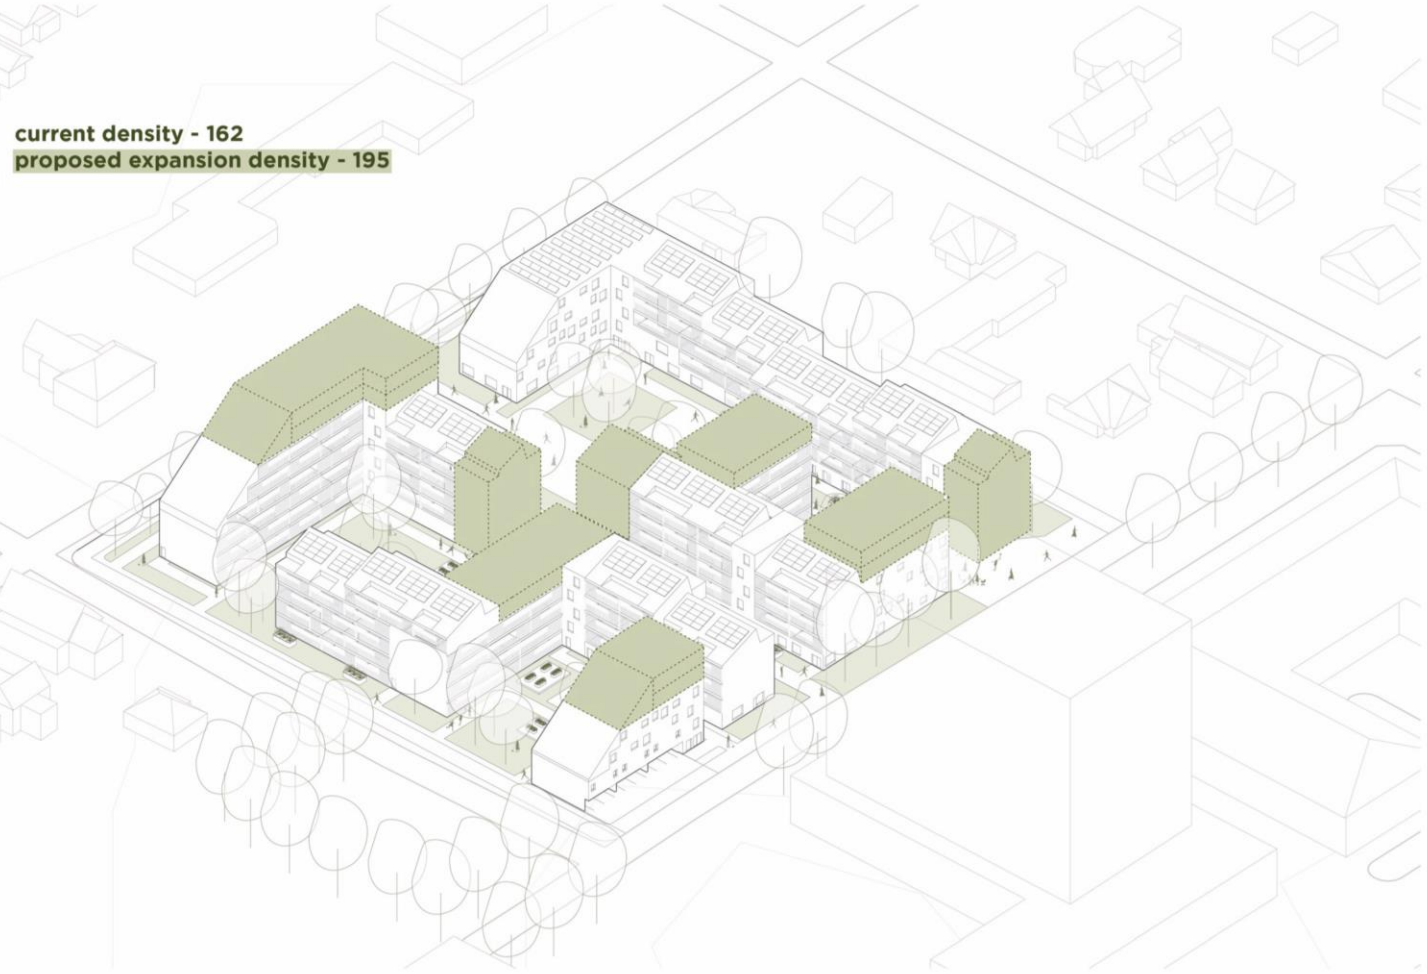 current density - 162
proposed expansion density - 195